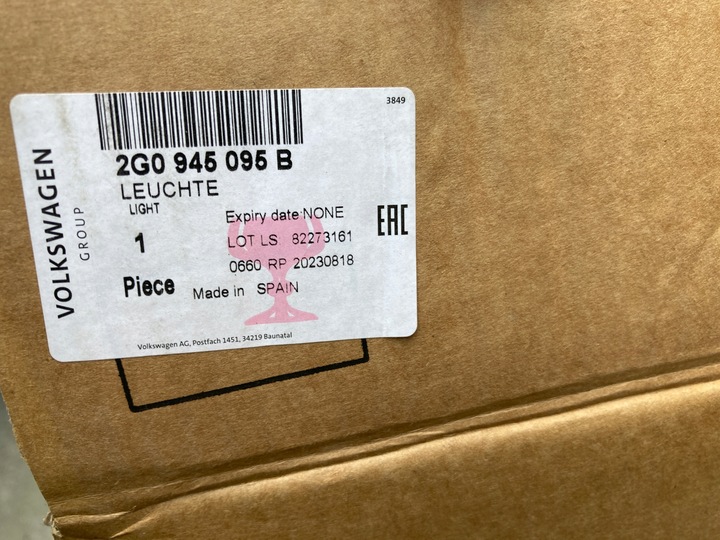 3849
VOLKSWAGEN
GROUP
2G0 945 095 B
LEUCHTE
LIGHT
Expiry date:NONE
1
LOT LS: 82273161
0660 RP 20230818
Piece
Made in SPAIN
EAC
Volkswagen AG, Postfach 1451, 34219 Baunatal